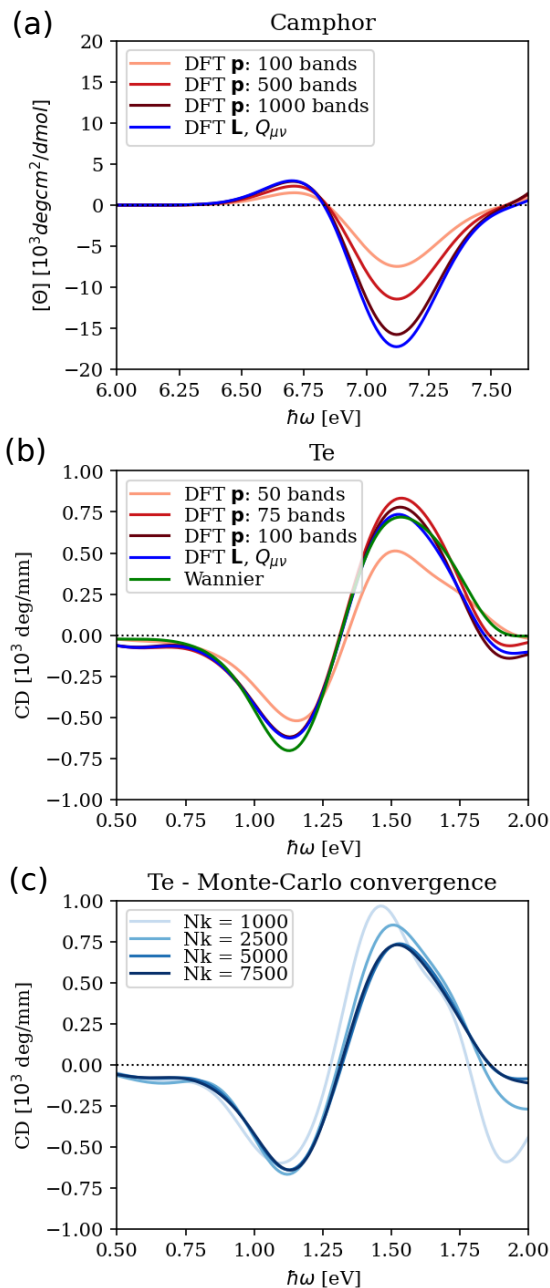 (a)
Camphor
DFT p: 100 bands
DFT p: 500 bands
DFT p: 1000 bands
DFT L, Qμν
[Θ] [10³degcm²/dmol]
20
15
10
5
0
−5
−10
−15
−20
6.00 6.25 6.50 6.75 7.00 7.25 7.50
ħω [eV]
(b)
Te
DFT p: 50 bands
DFT p: 75 bands
DFT p: 100 bands
DFT L, Qμν
Wannier
CD [10³ deg/mm]
1.00
0.75
0.50
0.25
0.00
−0.25
−0.50
−0.75
−1.00
0.50 0.75 1.00 1.25 1.50 1.75 2.00
ħω [eV]
(c)
Te - Monte-Carlo convergence
Nk = 1000
Nk = 2500
Nk = 5000
Nk = 7500
CD [10³ deg/mm]
1.00
0.75
0.50
0.25
0.00
−0.25
−0.50
−0.75
−1.00
0.50 0.75 1.00 1.25 1.50 1.75 2.00
ħω [eV]